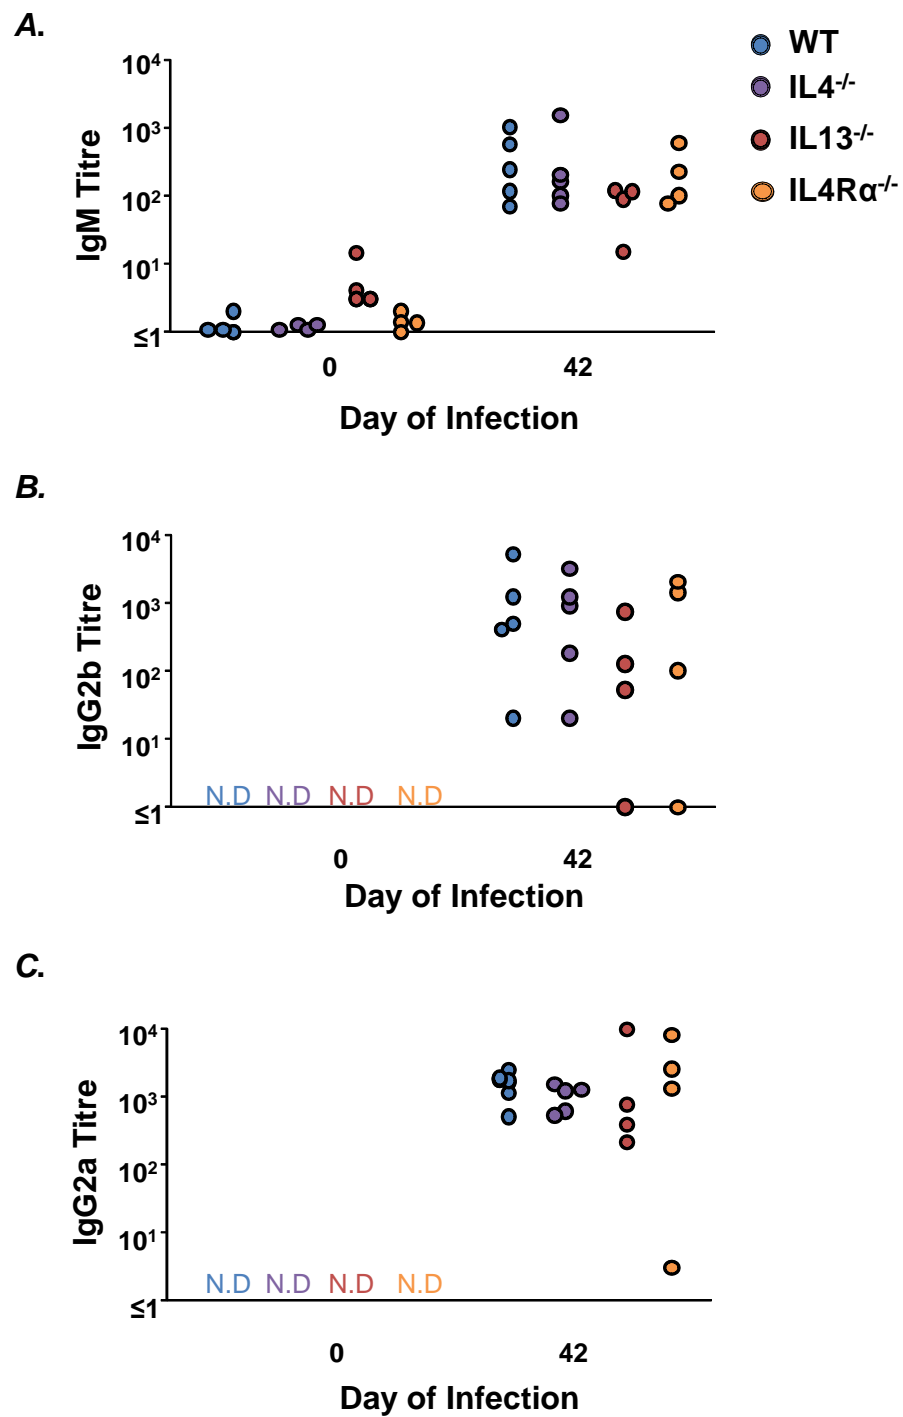 A.
WT
IL4-/-
IL13-/-
IL4Rα-/-
IgM Titre
10⁴
10³
10²
10¹
≤1
0 42
Day of Infection
B.
IgG2b Titre
10⁴
10³
10²
10¹
≤1
N.D N.D N.D N.D
0 42
Day of Infection
C.
IgG2a Titre
10⁴
10³
10²
10¹
≤1
N.D N.D N.D N.D
0 42
Day of Infection